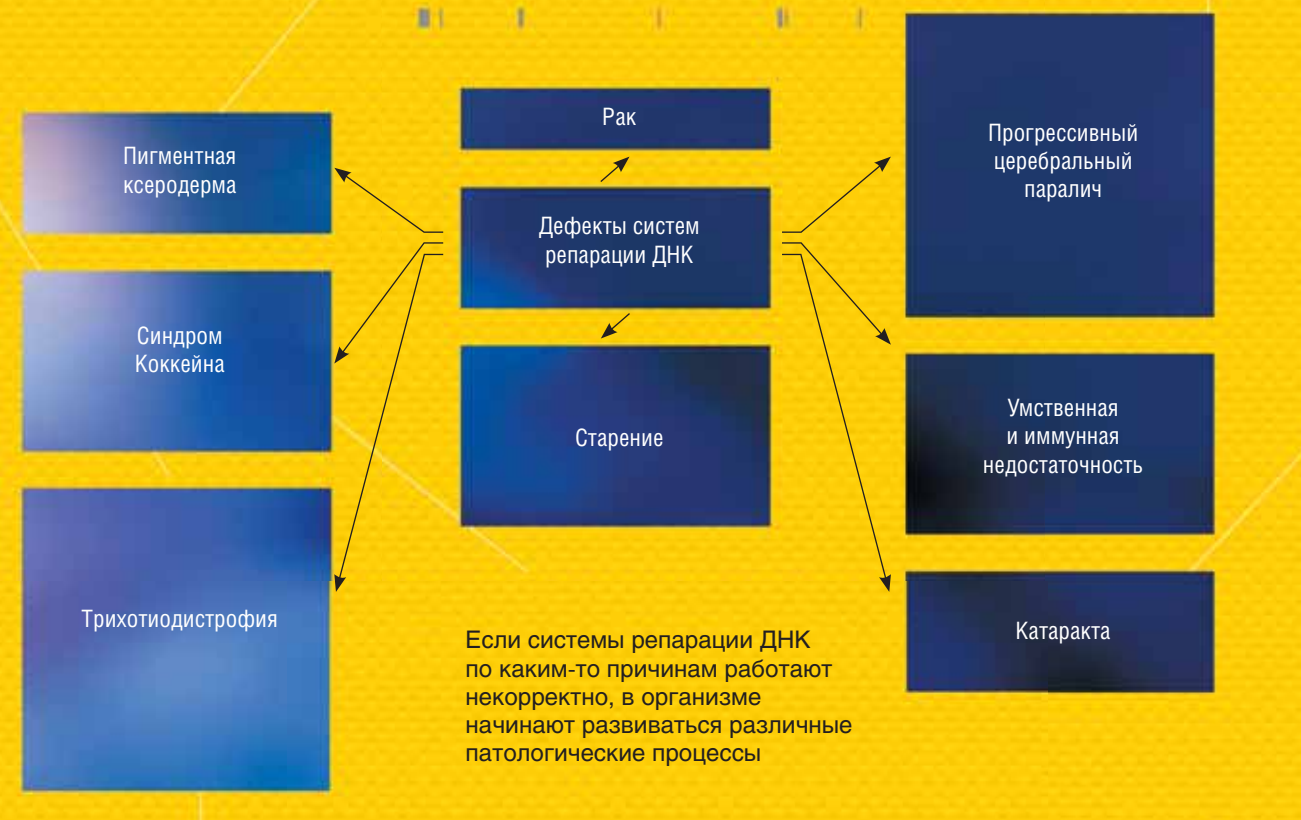 Пигментная
ксеродерма
Синдром
Коккейна
Трихотиодистрофия
Рак
Дефекты систем
репарации ДНК
Старение
Прогрессивный
церебральный
паралич
Умственная
и иммунная
недостаточность
Катаракта
Если системы репарации ДНК
по каким-то причинам работают
некорректно, в организме
начинают развиваться различные
патологические процессы